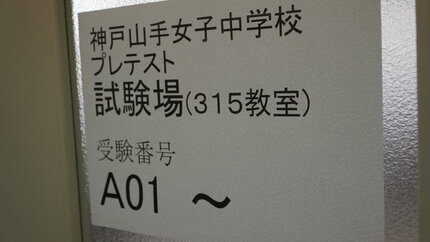 神戸山手女子中学校
プレテスト
試験場(315教室)
受験番号
A01 ～